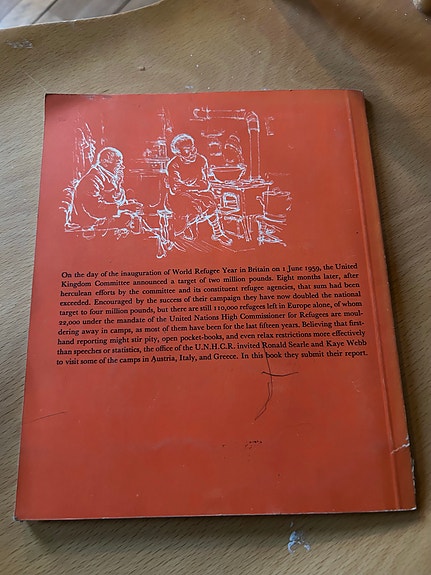 On the day of the inauguration of World Refugee Year in Britain on 1 June 1959, the United
Kingdom Committee announced a target of two million pounds. Eight months later, after
herculean efforts by the committee and its constituent refugee agencies, that sum had been
exceeded. Encouraged by the success of their campaign they have now doubled the national
target to four million pounds, but there are still 110,000 refugees left in Europe alone, of whom
22,000 under the mandate of the United Nations High Commissioner for Refugees are moul-
dering away in camps, as most of them have been for the last fifteen years. Believing that first-
hand reporting might stir pity, open pocket-books, and even relax restrictions more effectively
than speeches or statistics, the office of the U.N.H.C.R. invited Ronald Searle and Kaye Webb
to visit some of the camps in Austria, Italy, and Greece. In this book they submit their report.